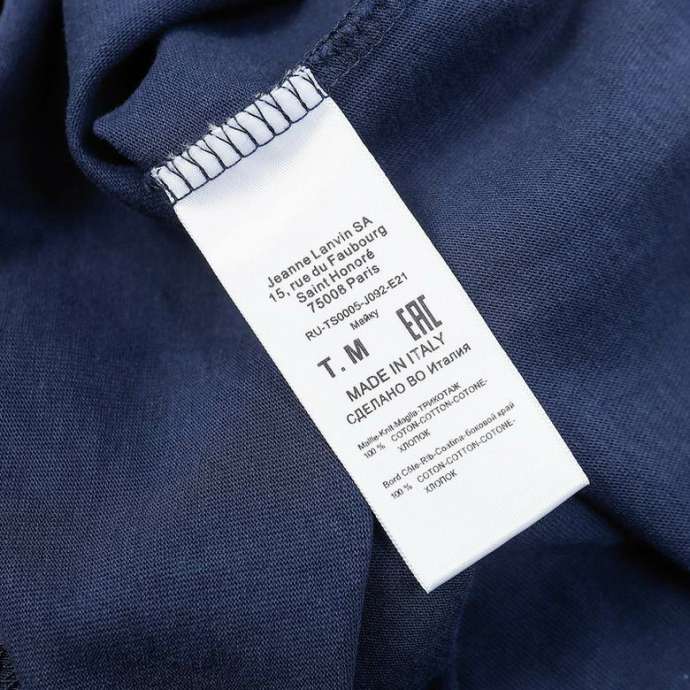 Jeanne Lanvin SA
15, rue du Faubourg
Saint Honoré
75008 Paris
RU-TS0005-J092-E21
Майку
T. M EAC
MADE IN ITALY
СДЕЛАНО ВО Италия
Maille-Knit-Maglia-ТРИКОТАЖ
100 % COTON-COTTON-COTONE-
ХЛОПОК
Bord Côte-Rib-Costina-боковой край
100 % COTON-COTTON-COTONE-
ХЛОПОК